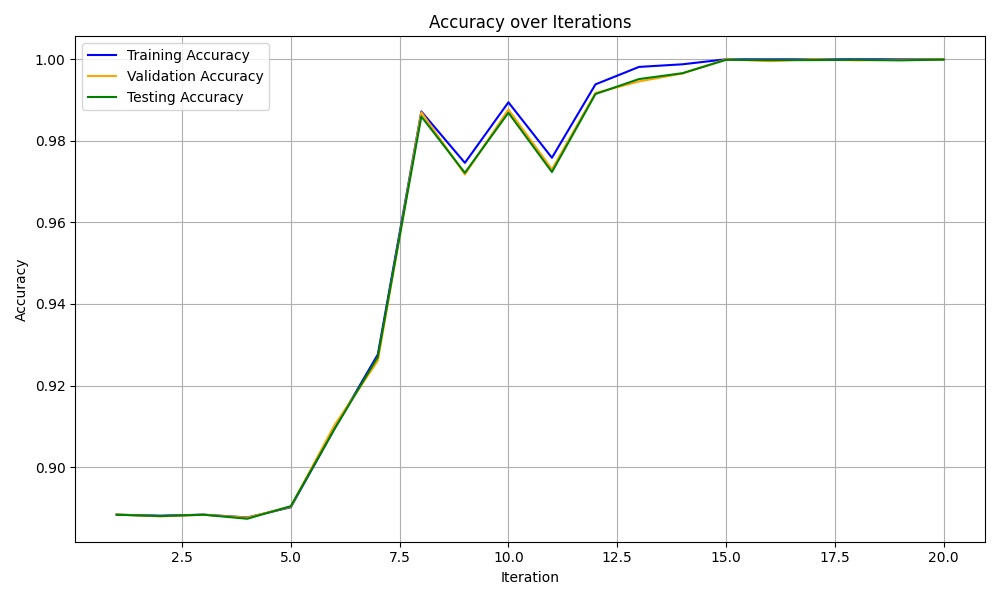 Accuracy over Iterations
Training Accuracy
Validation Accuracy
Testing Accuracy
1.00
0.98
0.96
0.94
0.92
0.90
Accuracy
2.5 5.0 7.5 10.0 12.5 15.0 17.5 20.0
Iteration